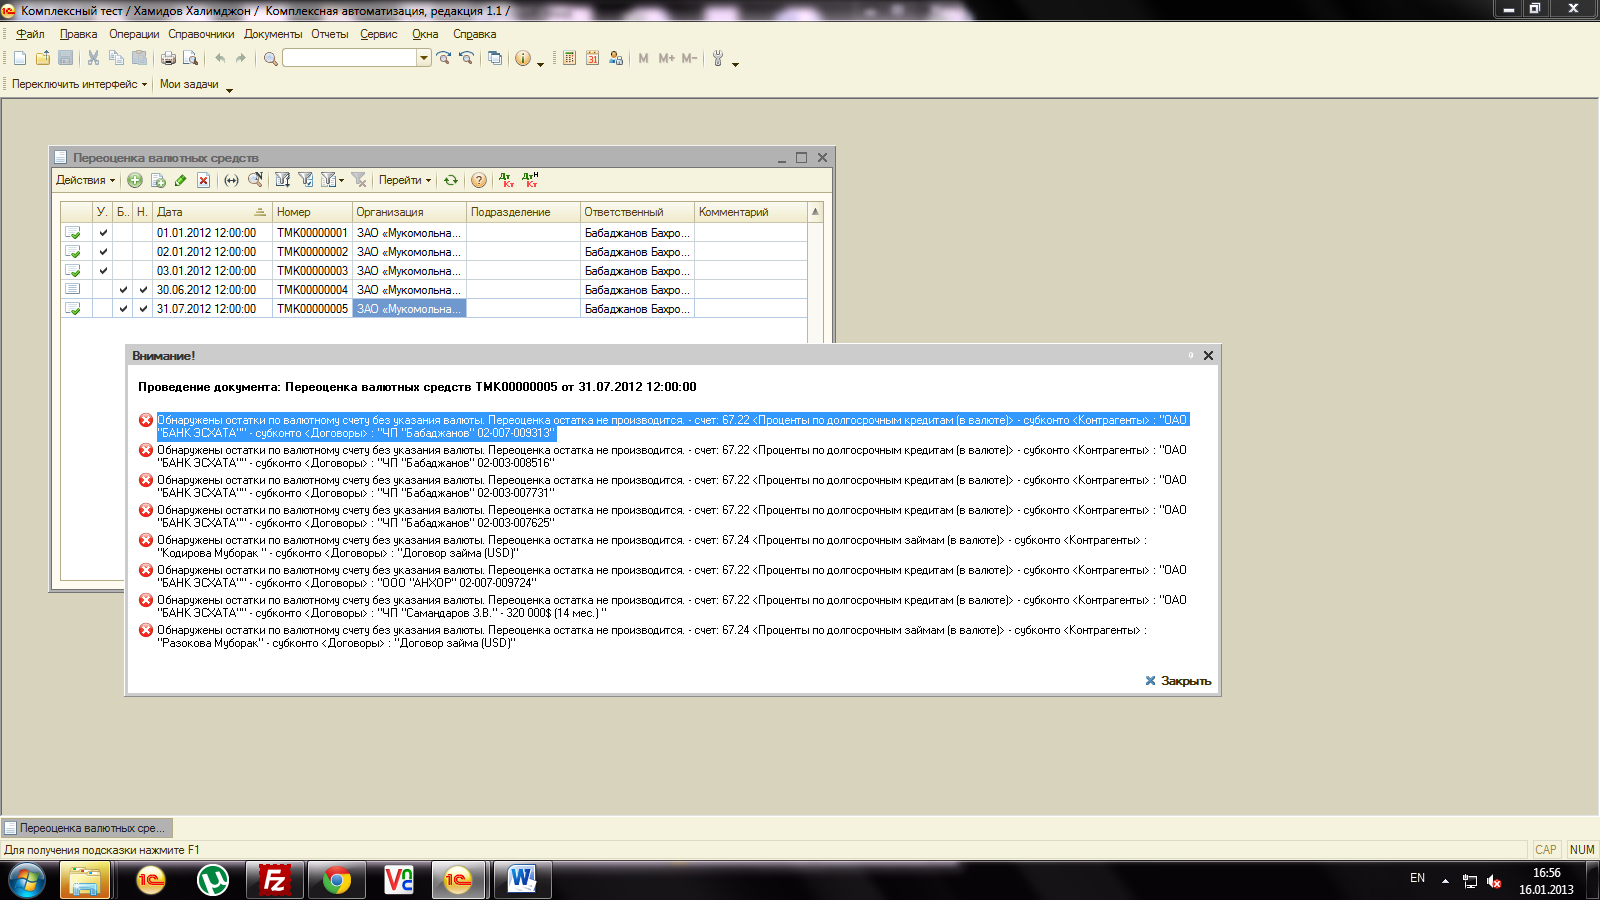 Комплексный тест / Хамидов Халимджон / Комплексная автоматизация, редакция 1.1 /
Файл Правка Операции Справочники Документы Отчеты Сервис Окна Справка
M M+ M-
Переключить интерфейс Мои задачи
Переоценка валютных средств
Действия Перейти
У. Б.. Н. Дата Номер Организация Подразделение Ответственный Комментарий
01.01.2012 12:00:00 ТМК00000001 ЗАО «Мукомольна... Бабаджанов Бахро...
02.01.2012 12:00:00 ТМК00000002 ЗАО «Мукомольна... Бабаджанов Бахро...
03.01.2012 12:00:00 ТМК00000003 ЗАО «Мукомольна... Бабаджанов Бахро...
30.06.2012 12:00:00 ТМК00000004 ЗАО «Мукомольна... Бабаджанов Бахро...
31.07.2012 12:00:00 ТМК00000005 ЗАО «Мукомольна... Бабаджанов Бахро...
Внимание!
Проведение документа: Переоценка валютных средств ТМК00000005 от 31.07.2012 12:00:00
Обнаружены остатки по валютному счету без указания валюты. Переоценка остатка не производится. - счет: 67.22 <Проценты по долгосрочным кредитам (в валюте)> - субконто <Контрагенты> : "ОАО
"БАНК ЭСХАТА"" - субконто <Договоры> : "ЧП "Бабаджанов" 02-007-009313"
Обнаружены остатки по валютному счету без указания валюты. Переоценка остатка не производится. - счет: 67.22 <Проценты по долгосрочным кредитам (в валюте)> - субконто <Контрагенты> : "ОАО
"БАНК ЭСХАТА"" - субконто <Договоры> : "ЧП "Бабаджанов" 02-003-008516"
Обнаружены остатки по валютному счету без указания валюты. Переоценка остатка не производится. - счет: 67.22 <Проценты по долгосрочным кредитам (в валюте)> - субконто <Контрагенты> : "ОАО
"БАНК ЭСХАТА"" - субконто <Договоры> : "ЧП "Бабаджанов" 02-003-007731"
Обнаружены остатки по валютному счету без указания валюты. Переоценка остатка не производится. - счет: 67.22 <Проценты по долгосрочным кредитам (в валюте)> - субконто <Контрагенты> : "ОАО
"БАНК ЭСХАТА"" - субконто <Договоры> : "ЧП "Бабаджанов" 02-003-007625"
Обнаружены остатки по валютному счету без указания валюты. Переоценка остатка не производится. - счет: 67.24 <Проценты по долгосрочным займам (в валюте)> - субконто <Контрагенты> :
"Кодирова Муборак " - субконто <Договоры> : "Договор займа (USD)"
Обнаружены остатки по валютному счету без указания валюты. Переоценка остатка не производится. - счет: 67.22 <Проценты по долгосрочным кредитам (в валюте)> - субконто <Контрагенты> : "ОАО
"БАНК ЭСХАТА"" - субконто <Договоры> : "ООО "АНХОР" 02-007-009724"
Обнаружены остатки по валютному счету без указания валюты. Переоценка остатка не производится. - счет: 67.22 <Проценты по долгосрочным кредитам (в валюте)> - субконто <Контрагенты> : "ОАО
"БАНК ЭСХАТА"" - субконто <Договоры> : "ЧП "Самандаров З.В." - 320 000$ (14 мес.) "
Обнаружены остатки по валютному счету без указания валюты. Переоценка остатка не производится. - счет: 67.24 <Проценты по долгосрочным займам (в валюте)> - субконто <Контрагенты> :
"Разокова Муборак" - субконто <Договоры> : "Договор займа (USD)"
Закрыть
Переоценка валютных сре...
Для получения подсказки нажмите F1
CAP NUM
EN
16:56
16.01.2013